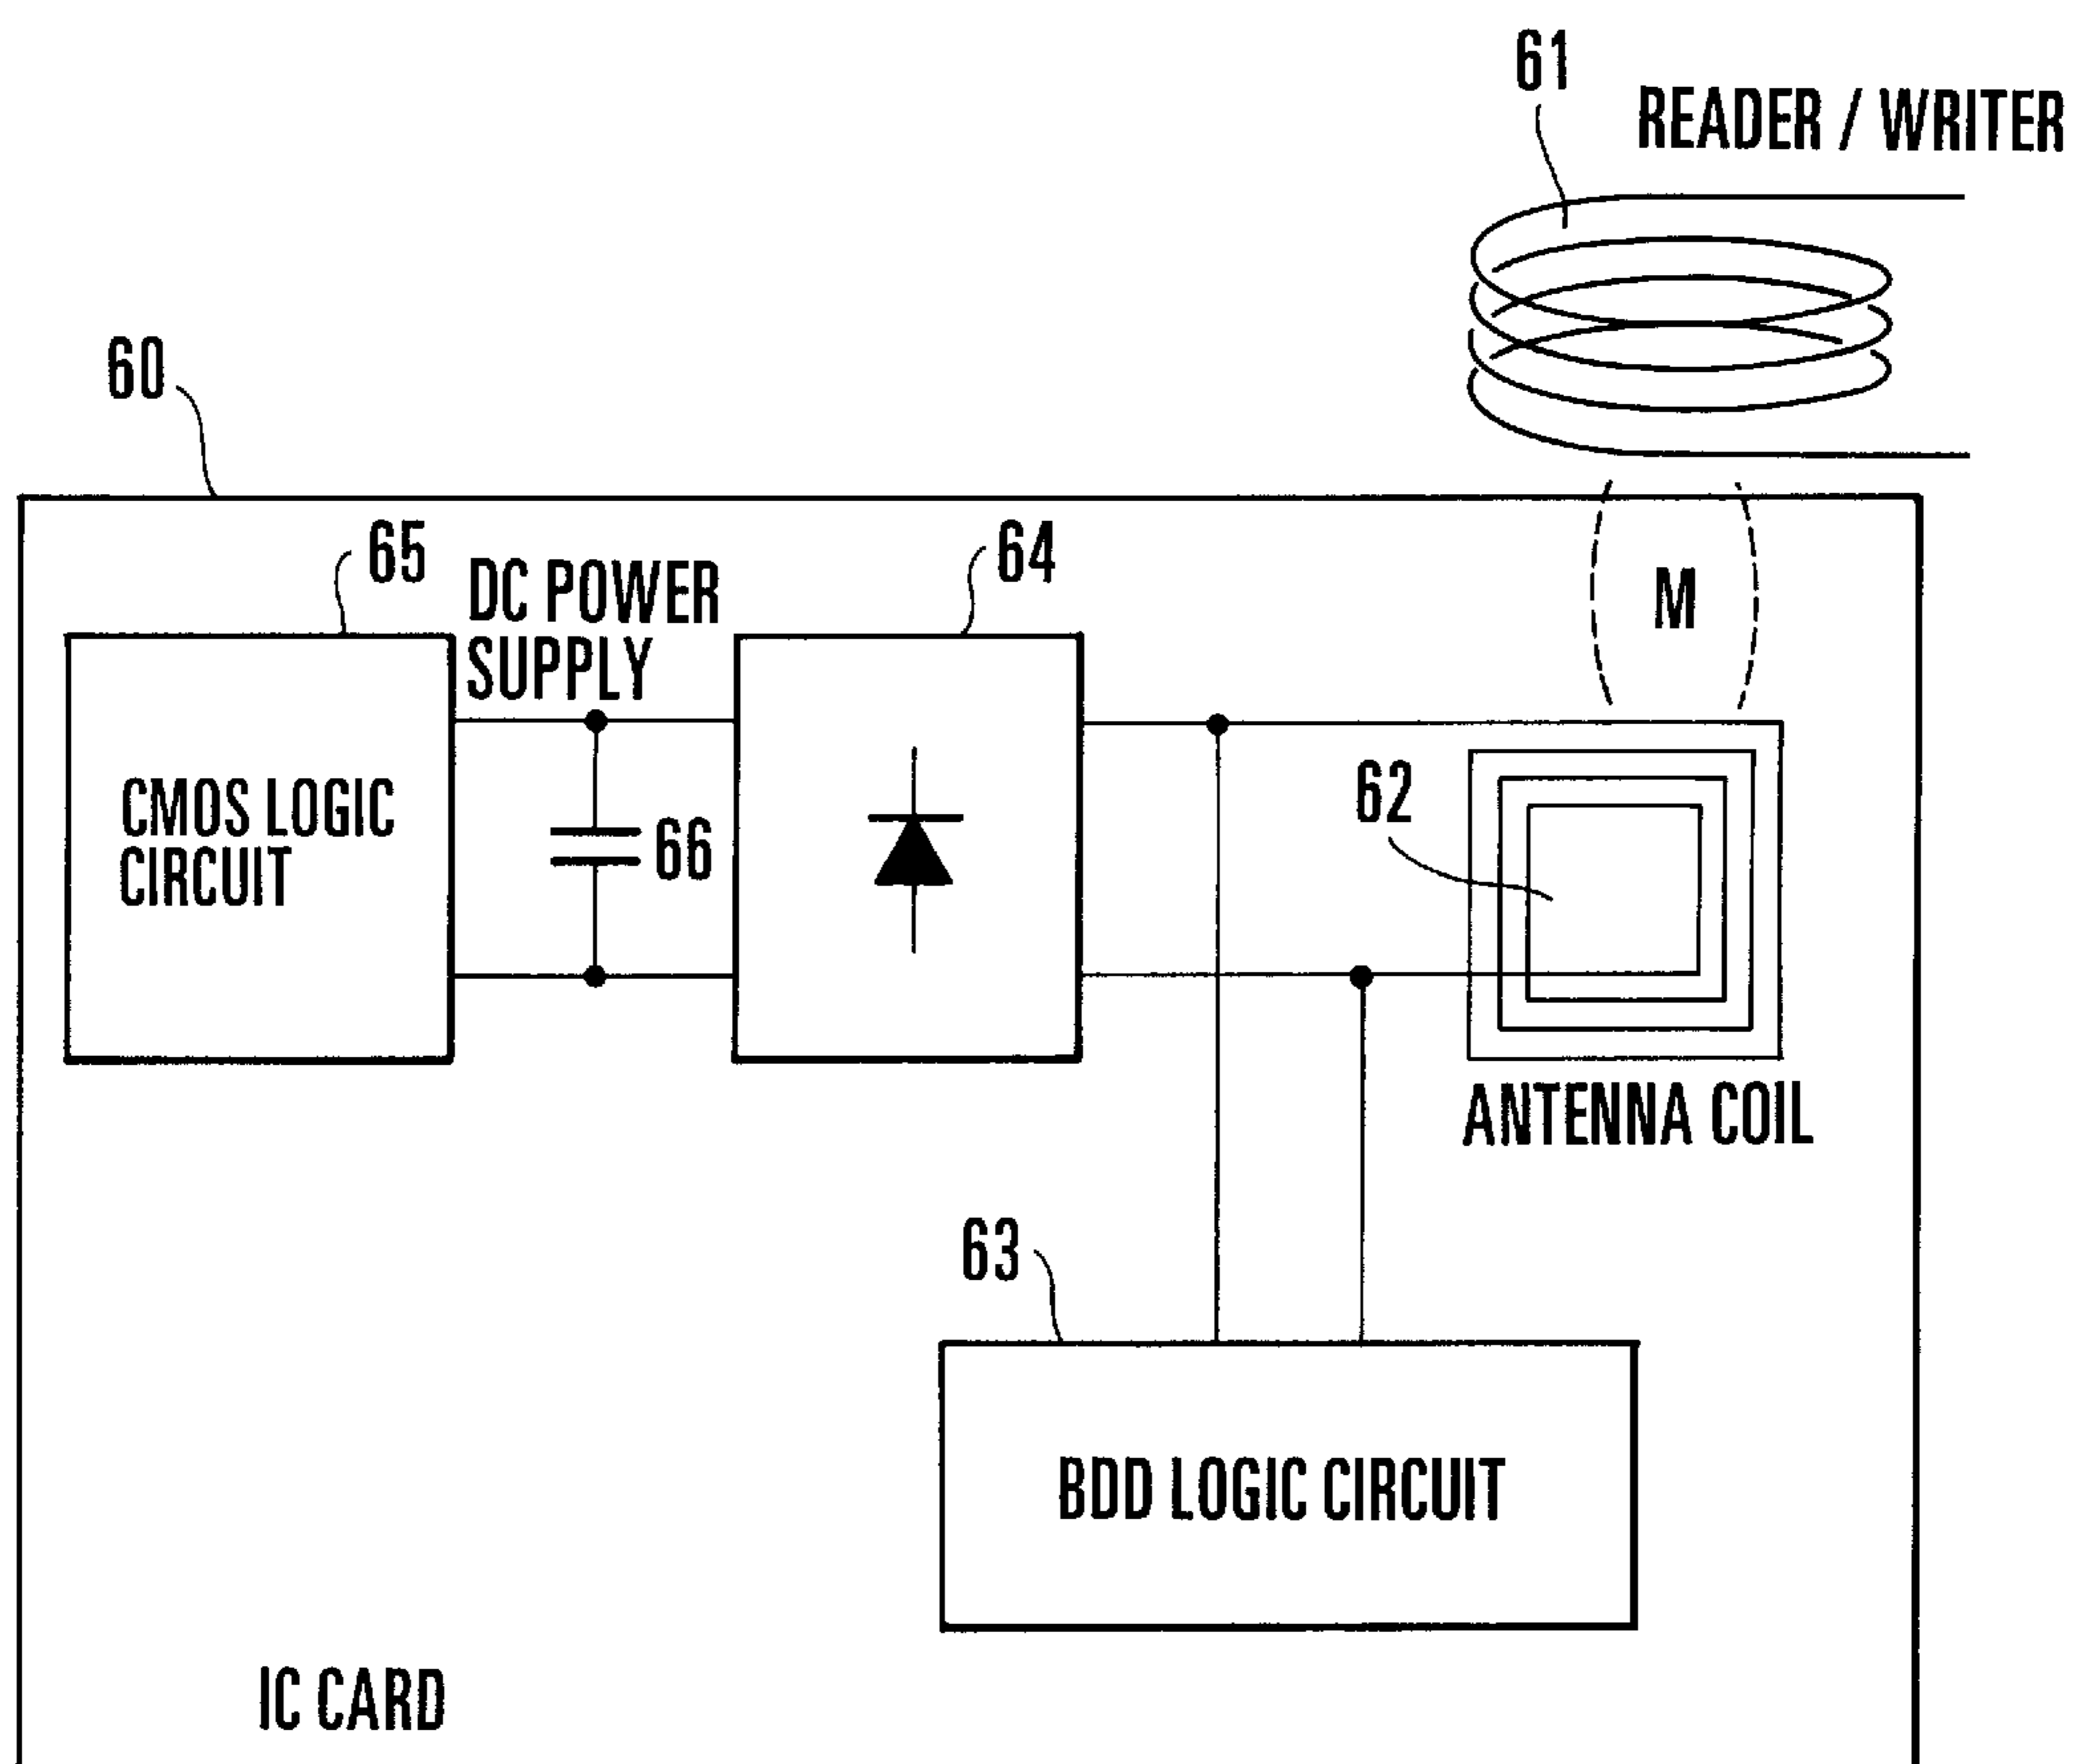 61
READER / WRITER
60
65
DC POWER
SUPPLY
64
M
CMOS LOGIC
CIRCUIT
66
62
ANTENNA COIL
63
BDD LOGIC CIRCUIT
IC CARD